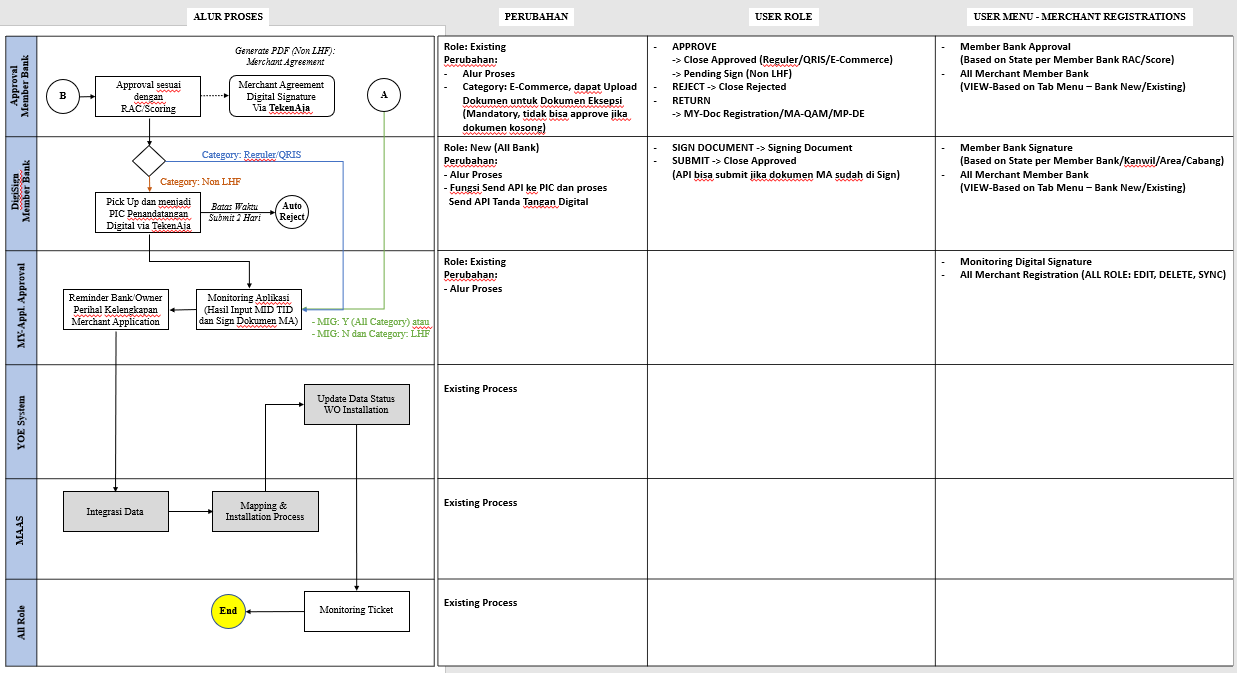 ALUR PROSES
PERUBAHAN
USER ROLE
USER MENU - MERCHANT REGISTRATIONS
Approval
Member Bank
Generate PDF (Non LHF):
Merchant Agreement
B
Approval sesuai
dengan
RAC/Scoring
Merchant Agreement
Digital Signature
Via TekenAja
A
Role: Existing
Perubahan:
- Alur Proses
- Category: E-Commerce, dapat Upload
Dokumen untuk Dokumen Eksepsi
(Mandatory, tidak bisa approve jika
dokumen kosong)
- APPROVE
-> Close Approved (Reguler/QRIS/E-Commerce)
-> Pending Sign (Non LHF)
- REJECT -> Close Rejected
- RETURN
-> MY-Doc Registration/MA-QAM/MP-DE
- Member Bank Approval
(Based on State per Member Bank RAC/Score)
- All Merchant Member Bank
(VIEW-Based on Tab Menu – Bank New/Existing)
DigiSign
Member Bank
Category: Reguler/QRIS
Category: Non LHF
Pick Up dan menjadi
PIC Penandatangan
Digital via TekenAja
Batas Waktu
Submit 2 Hari
Auto
Reject
Role: New (All Bank)
Perubahan:
- Alur Proses
- Fungsi Send API ke PIC dan proses
Send API Tanda Tangan Digital
- SIGN DOCUMENT -> Signing Document
- SUBMIT -> Close Approved
(API bisa submit jika dokumen MA sudah di Sign)
- Member Bank Signature
(Based on State per Member Bank/Kanwil/Area/Cabang)
- All Merchant Member Bank
(VIEW-Based on Tab Menu – Bank New/Existing)
MY-Appl. Approval
Reminder Bank/Owner
Perihal Kelengkapan
Merchant Application
Monitoring Aplikasi
(Hasil Input MID TID
dan Sign Dokumen MA)
- MIG: Y (All Category) atau
- MIG: N dan Category: LHF
Role: Existing
Perubahan:
- Alur Proses
- Monitoring Digital Signature
- All Merchant Registration (ALL ROLE: EDIT, DELETE, SYNC)
YOE System
Update Data Status
WO Installation
Existing Process
MAAS
Integrasi Data
Mapping &
Installation Process
Existing Process
All Role
End
Monitoring Ticket
Existing Process